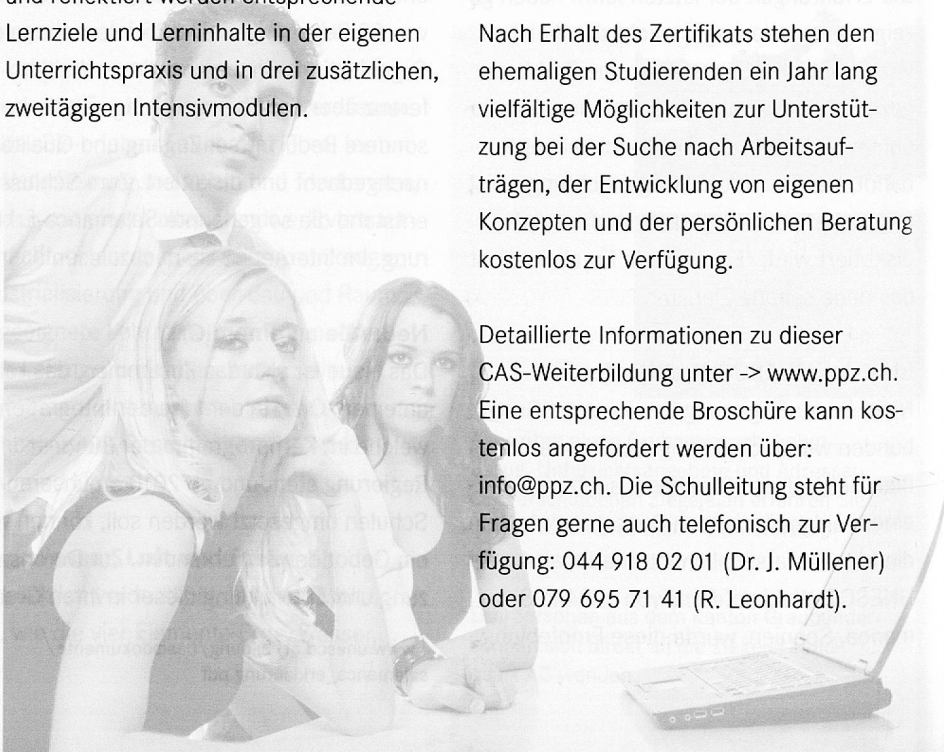 und reflektiert werden entsprechende
Lernziele und Lerninhalte in der eigenen
Unterrichtspraxis und in drei zusätzlichen,
zweitägigen Intensivmodulen.
Nach Erhalt des Zertifikats stehen den
ehemaligen Studierenden ein Jahr lang
vielfältige Möglichkeiten zur Unterstüt-
zung bei der Suche nach Arbeitsauf-
trägen, der Entwicklung von eigenen
Konzepten und der persönlichen Beratung
kostenlos zur Verfügung.
Detaillierte Informationen zu dieser
CAS-Weiterbildung unter -> www.ppz.ch.
Eine entsprechende Broschüre kann kos-
tenlos angefordert werden über:
info@ppz.ch. Die Schulleitung steht für
Fragen gerne auch telefonisch zur Ver-
fügung: 044 918 02 01 (Dr. J. Müllener)
oder 079 695 71 41 (R. Leonhardt).